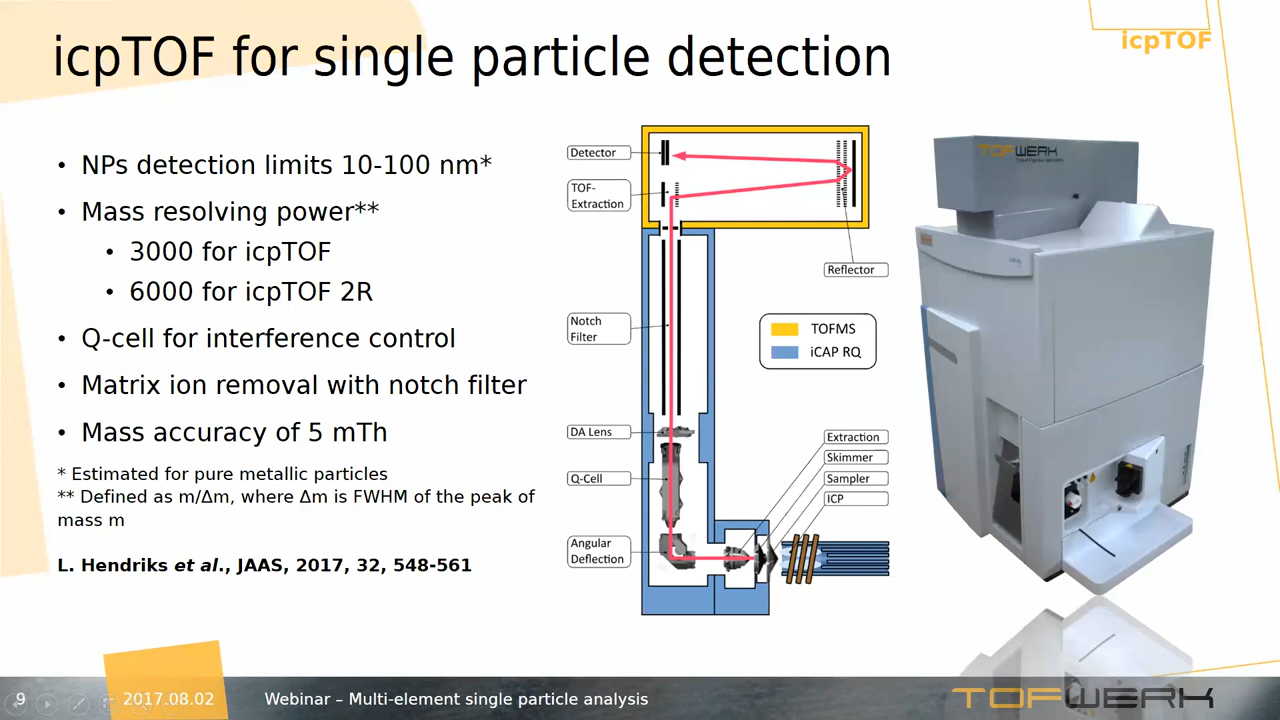 icpTOF for single particle detection
icpTOF
• NPs detection limits 10-100 nm*
• Mass resolving power**
• 3000 for icpTOF
• 6000 for icpTOF 2R
• Q-cell for interference control
• Matrix ion removal with notch filter
• Mass accuracy of 5 mTh
* Estimated for pure metallic particles
** Defined as m/Δm, where Δm is FWHM of the peak of
mass m
L. Hendriks et al., JAAS, 2017, 32, 548-561
Detector
TOF-
Extraction
Reflector
Notch
Filter
TOFMS
iCAP RQ
DA Lens
Q-Cell
Angular
Deflection
Extraction
Skimmer
Sampler
ICP
TOFWERK
9
2017.08.02
Webinar – Multi-element single particle analysis
TOFWERK